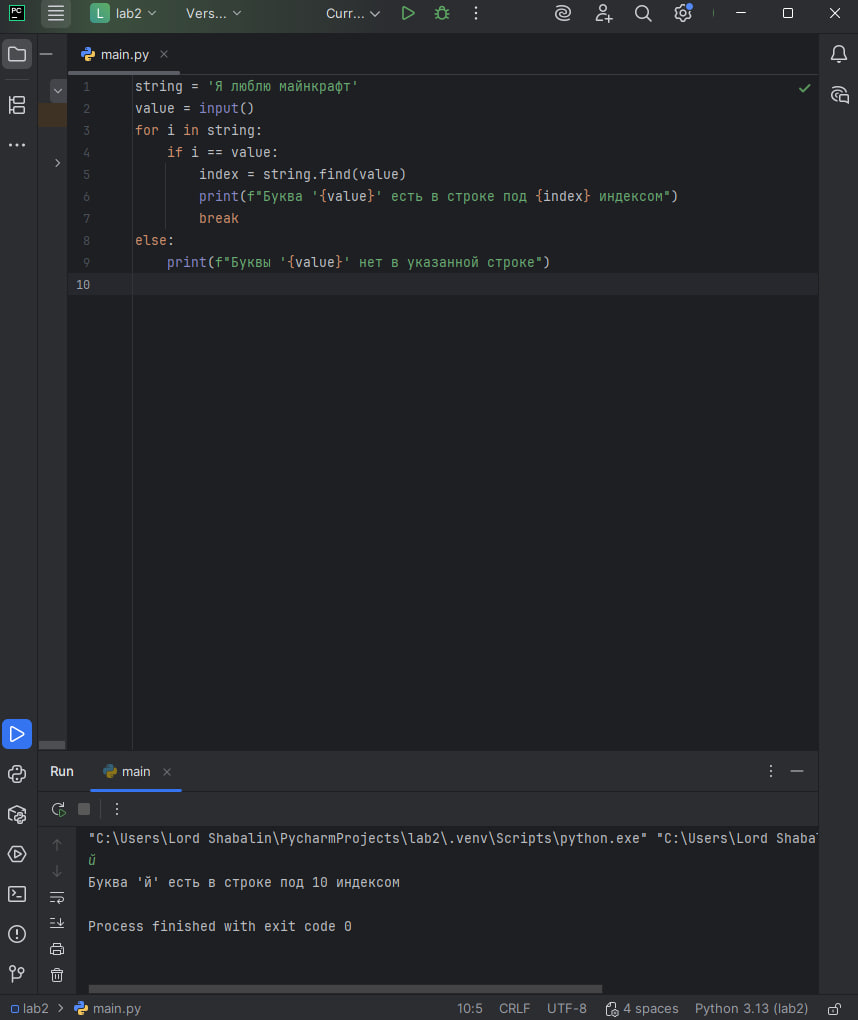 PC L lab2 Vers... Curr...
main.py
1 string = 'Я люблю майнкрафт'
2 value = input()
3 for i in string:
4     if i == value:
5         index = string.find(value)
6         print(f"Буква '{value}' есть в строке под {index} индексом")
7         break
8 else:
9     print(f"Буквы '{value}' нет в указанной строке")
10
Run main
"C:\Users\Lord Shabalin\PycharmProjects\lab2\.venv\Scripts\python.exe" "C:\Users\Lord Shabal
й
Буква 'й' есть в строке под 10 индексом
Process finished with exit code 0
lab2 > main.py 10:5 CRLF UTF-8 4 spaces Python 3.13 (lab2)